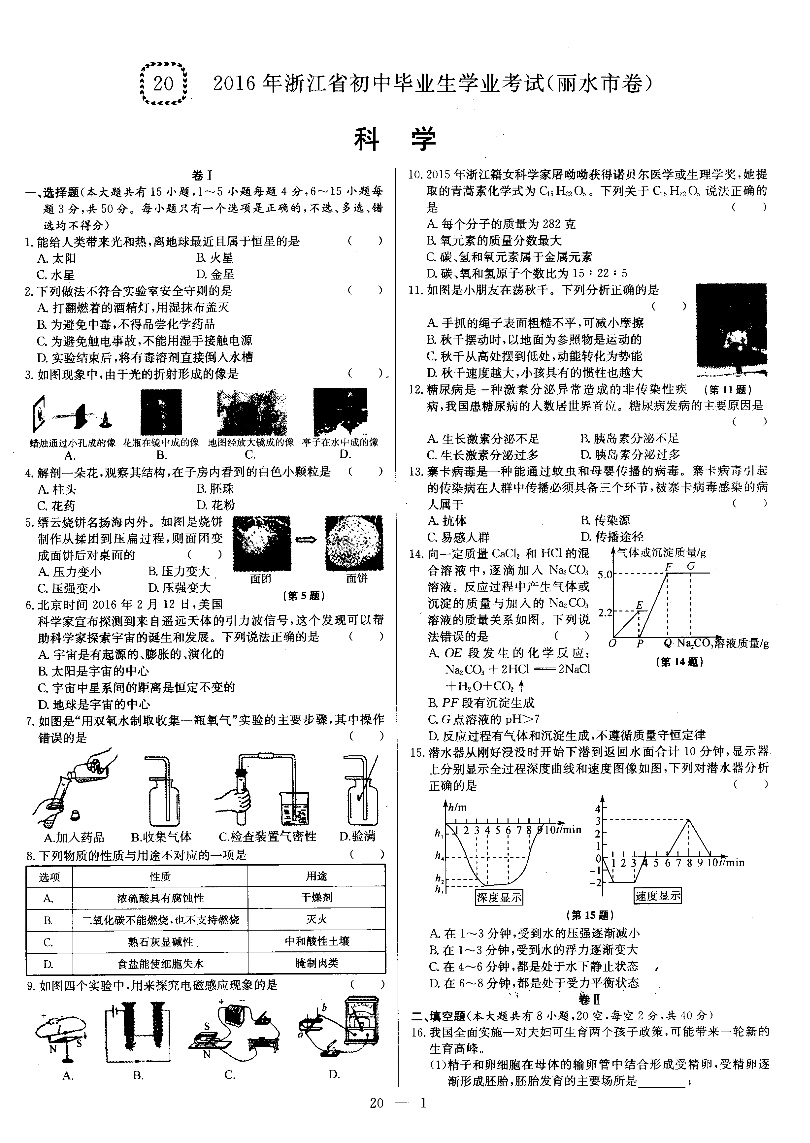 20 2016年浙江省初中毕业生学业考试(丽水市卷)
科 学
卷Ⅰ
一、选择题(本大题共有15小题,1~5小题每题4分,6~15小题每
题3分,共50分。每小题只有一个选项是正确的,不选、多选、错
选均不得分)
1.能给人类带来光和热,离地球最近且属于恒星的是 ( )
A.太阳 B.火星
C.水星 D.金星
2.下列做法不符合实验室安全守则的是 ( )
A.打翻燃着的酒精灯,用湿抹布盖灭
B.为避免中毒,不得品尝化学药品
C.为避免触电事故,不能用湿手接触电源
D.实验结束后,将有毒溶剂直接倒入水槽
3.如图现象中,由于光的折射形成的像是 ( )
蜡烛通过小孔成的像 花瓶在镜中成的像 地图经放大镜成的像 亭子在水中成的像
A. B. C. D.
4.解剖一朵花,观察其结构,在子房内看到的白色小颗粒是 ( )
A.柱头 B.胚珠
C.花药 D.花粉
5.缙云烧饼名扬海内外。如图是烧饼
制作从揉团到压扁过程,则面团变
成面饼后对桌面的 ( )
A.压力变小 B.压力变大
C.压强变小 D.压强变大
面团 面饼
(第5题)
6.北京时间2016年2月12日,美国
科学家宣布探测到来自遥远天体的引力波信号,这个发现可以帮
助科学家探索宇宙的诞生和发展。下列说法正确的是 ( )
A.宇宙是有起源的、膨胀的、演化的
B.太阳是宇宙的中心
C.宇宙中星系间的距离是恒定不变的
D.地球是宇宙的中心
7.如图是“用双氧水制取收集一瓶氧气”实验的主要步骤,其中操作
错误的是 ( )
A.加入药品 B.收集气体 C.检查装置气密性 D.验满
8.下列物质的性质与用途不对应的一项是 ( )
选项 性质 用途
A. 浓硫酸具有腐蚀性 干燥剂
B. 二氧化碳不能燃烧,也不支持燃烧 灭火
C. 熟石灰显碱性 中和酸性土壤
D. 食盐能使细胞失水 腌制肉类
9.如图四个实验中,用来探究电磁感应现象的是 ( )
N S
S
N
a b
A. B. C. D.
10.2015年浙江籍女科学家屠呦呦获得诺贝尔医学或生理学奖,她提
取的青蒿素化学式为C₁₅H₂₂O₅。下列关于C₁₅H₂₂O₅说法正确的
是 ( )
A.每个分子的质量为282克
B.氧元素的质量分数最大
C.碳、氢和氧元素属于金属元素
D.碳、氧和氢原子个数比为15:22:5
11.如图是小朋友在荡秋千。下列分析正确的是
( )
A.手抓的绳子表面粗糙不平,可减小摩擦
B.秋千摆动时,以地面为参照物是运动的
C.秋千从高处摆到低处,动能转化为势能
D.秋千速度越大,小孩具有的惯性也越大
(第11题)
12.糖尿病是一种激素分泌异常造成的非传染性疾
病,我国患糖尿病的人数居世界首位。糖尿病发病的主要原因是
( )
A.生长激素分泌不足 B.胰岛素分泌不足
C.生长激素分泌过多 D.胰岛素分泌过多
13.寨卡病毒是一种能通过蚊虫和母婴传播的病毒。寨卡病毒引起
的传染病在人群中传播必须具备三个环节,被寨卡病毒感染的病
人属于 ( )
A.抗体 B.传染源
C.易感人群 D.传播途径
14.向一定质量CaCl₂和HCl的混
合溶液中,逐滴加入Na₂CO₃
溶液。反应过程中产生气体或
沉淀的质量与加入的Na₂CO₃
溶液的质量关系如图。下列说
法错误的是 ( )
A.OE段发生的化学反应:
Na₂CO₃+2HCl══2NaCl
+H₂O+CO₂↑
B.PF段有沉淀生成
C.G点溶液的pH>7
D.反应过程有气体和沉淀生成,不遵循质量守恒定律
气体或沉淀质量/g
5.0 F G
2.2 E
O P Q Na₂CO₃溶液质量/g
(第14题)
15.潜水器从刚好浸没时开始下潜到返回水面合计10分钟,显示器
上分别显示全过程深度曲线和速度图像如图,下列对潜水器分析
正确的是 ( )
h/m
1 2 3 4 5 6 7 8 9 10 t/min
深度显示
4
3
2
1
0 1 2 3 4 5 6 7 8 9 10 t/min
-1
-2
速度显示
(第15题)
A.在1~3分钟,受到水的压强逐渐减小
B.在1~3分钟,受到水的浮力逐渐变大
C.在4~6分钟,都是处于水下静止状态
D.在6~8分钟,都是处于受力平衡状态
卷Ⅱ
二、填空题(本大题共有8小题,20空,每空2分,共40分)
16.我国全面实施一对夫妇可生育两个孩子政策,可能带来一轮新的
生育高峰。
(1)精子和卵细胞在母体的输卵管中结合形成受精卵,受精卵逐
渐形成胚胎,胚胎发育的主要场所是______;
20 — 1